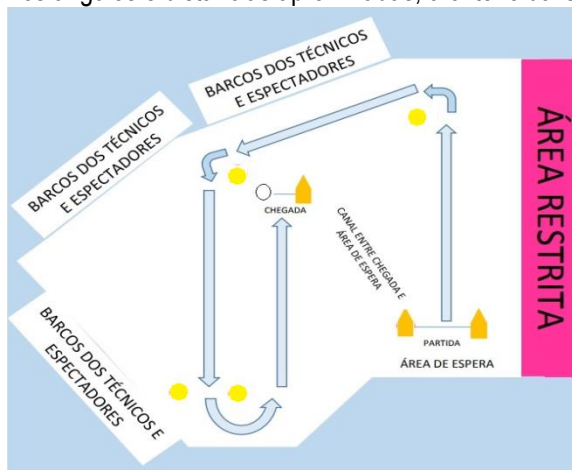 BARCOS DOS TÉCNICOS
E ESPECTADORES
BARCOS DOS TÉCNICOS
E ESPECTADORES
ÁREA RESTRITA
CHEGADA
CANAL ENTRE CHEGADA E
ÁREA DE ESPERA
BARCOS DOS TÉCNICOS E
ESPECTADORES
PARTIDA
ÁREA DE ESPERA